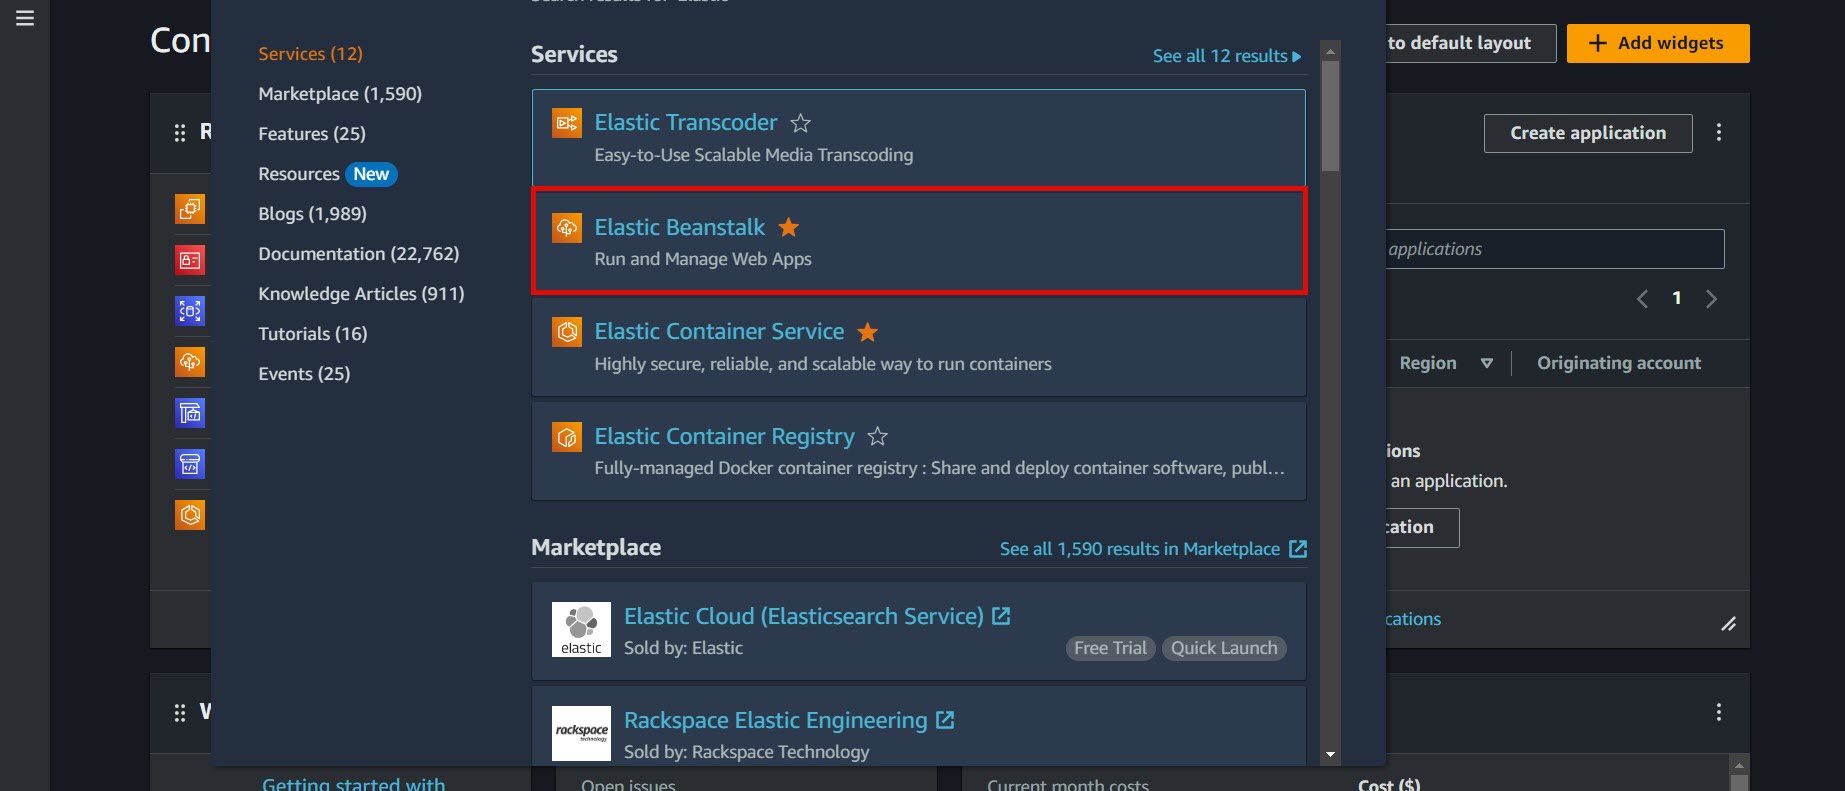 Search results for 'Elastic'
Con
to default layout
Add widgets
Services (12)
Marketplace (1,590)
Features (25)
Resources New
Blogs (1,989)
Documentation (22,762)
Knowledge Articles (911)
Tutorials (16)
Events (25)
Services
See all 12 results
Elastic Transcoder
Easy-to-Use Scalable Media Transcoding
Elastic Beanstalk
Run and Manage Web Apps
Elastic Container Service
Highly secure, reliable, and scalable way to run containers
Elastic Container Registry
Fully-managed Docker container registry : Share and deploy container software, publ...
Marketplace
See all 1,590 results in Marketplace
elastic
Elastic Cloud (Elasticsearch Service)
Sold by: Elastic
Free Trial
Quick Launch
rackspace
technology
Rackspace Elastic Engineering
Sold by: Rackspace Technology
R
Create application
applications
1
Region
Originating account
ions
an application.
cation
cations
W
Getting started with
Open issues
Current month costs
Cost ($)